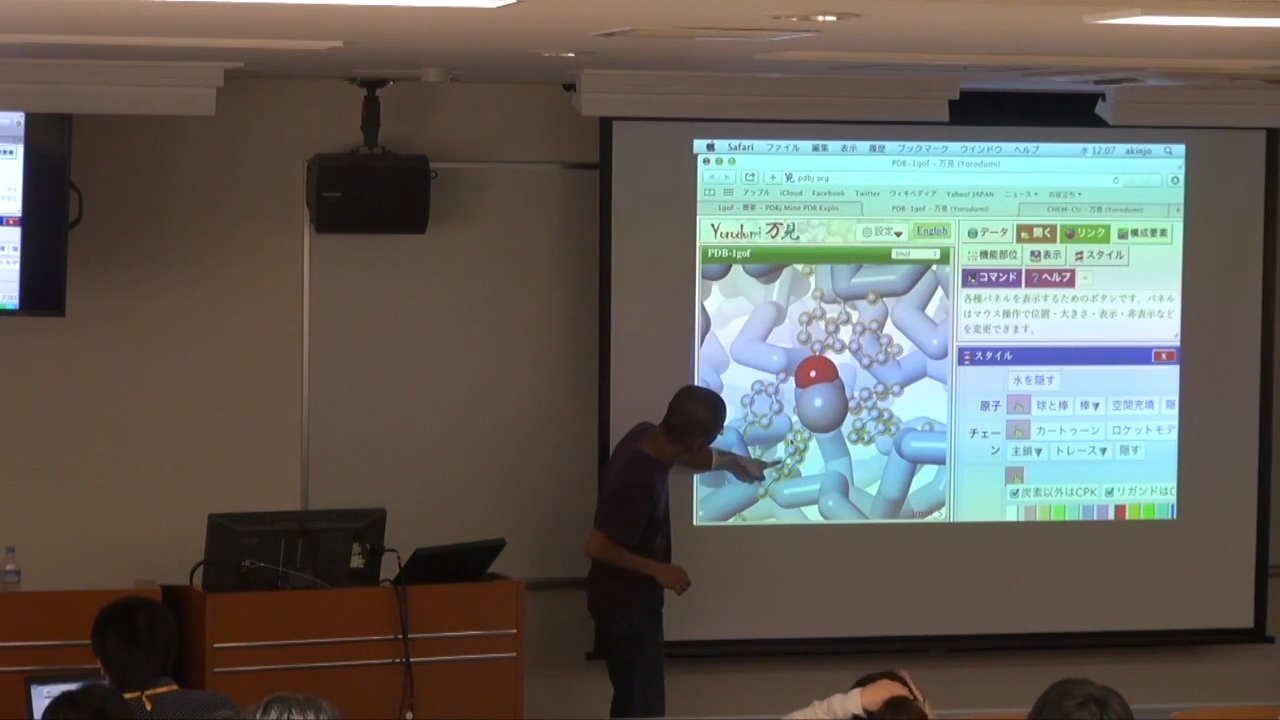 Safari ファイル 編集 表示 履歴 ブックマーク ウインドウ ヘルプ 水 12:07 akinjo
PDB-1gof - 万見 (Yorodumi)
pdbj.org
アップル iCloud Facebook Twitter ウィキペディア Yahoo! JAPAN ニュース お役立ち
1gof - 概要 - PDBj Mine PDB Explo PDB-1gof - 万見 (Yorodumi) CHEM-CU - 万見 (Yorodumi)
Yorodumi 万見 設定 English
PDB-1gof Jmol
データ 開く リンク 構成要素
機能部位 表示 スタイル
コマンド ? ヘルプ -
各種パネルを表示するためのボタンです。パネル
はマウス操作で位置・大きさ・表示・非表示など
を変更できます。
スタイル X
水を隠す
原子 球と棒 棒 空間充填 隠
チェーン カートゥーン ロケットモデ
主鎖 トレース 隠す
炭素以外はCPK リガンドはC